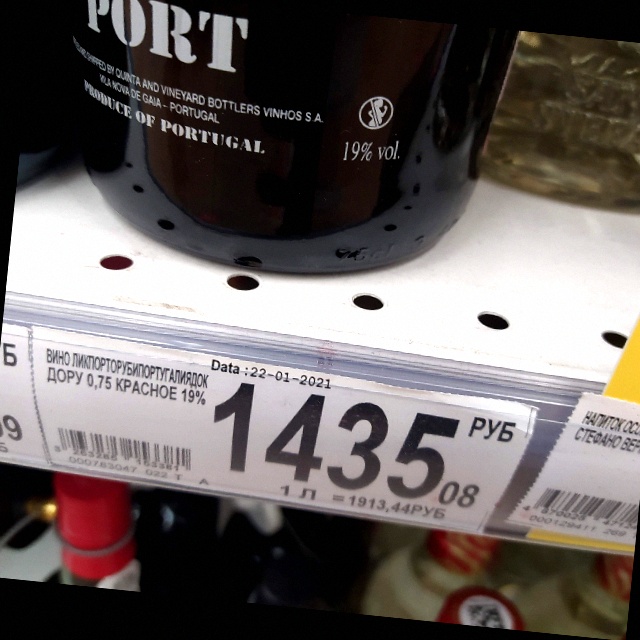 PORT
BY QUINTA AND VINEYARD BOTTLERS VINHOS S.A.
VILA NOVA DE GAIA - PORTUGAL
PRODUCE OF PORTUGAL
19% vol.
Data :22-01-2021
ВИНО ЛИКПОРТОРУБИПОРТУГАЛИЯДОК
ДОРУ 0,75 КРАСНОЕ 19%
1435 08 РУБ
1 Л =1913,44РУБ
НАПИТОК
СТЕФАНО